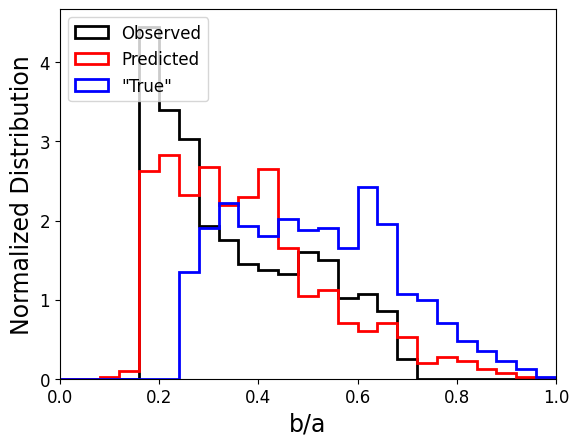 Observed
Predicted
"True"
Normalized Distribution
4
3
2
1
0
0.0 0.2 0.4 0.6 0.8 1.0
b/a